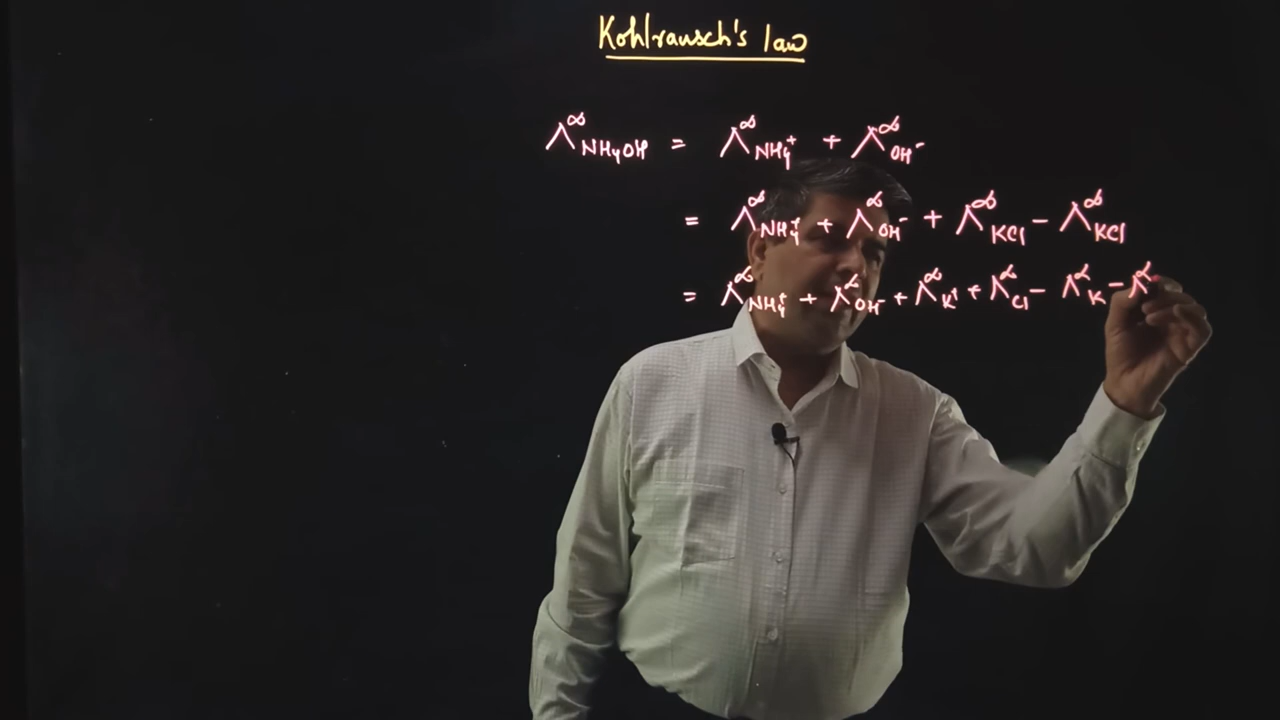 Kohlrausch's law
Λ∞NH4OH = Λ∞NH4+ + Λ∞OH-
= Λ∞NH4+ + Λ∞OH- + Λ∞KCl - Λ∞KCl
= Λ∞NH4+ + Λ∞OH- + Λ∞K+ + Λ∞Cl - Λ∞K - Λ∞